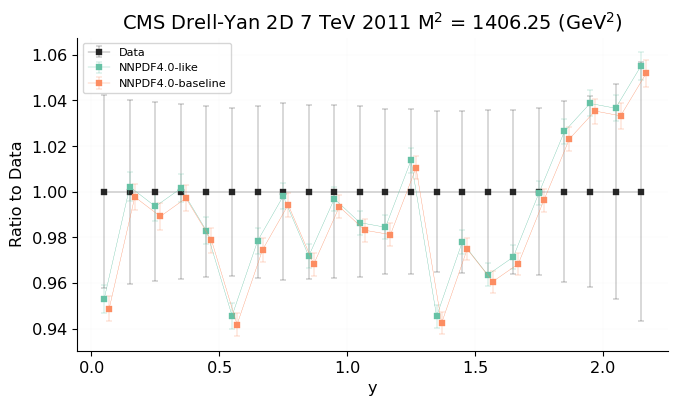 CMS Drell-Yan 2D 7 TeV 2011 M² = 1406.25 (GeV²)
Data
NNPDF4.0-like
NNPDF4.0-baseline
Ratio to Data
1.06
1.04
1.02
1.00
0.98
0.96
0.94
0.0 0.5 1.0 1.5 2.0
y